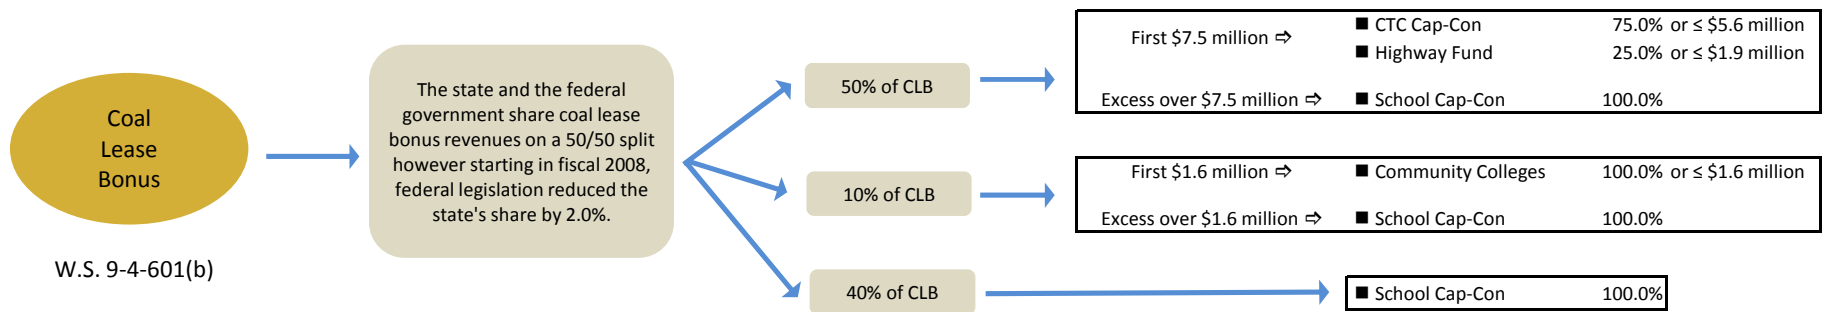 Coal
Lease
Bonus
W.S. 9-4-601(b)
The state and the federal
government share coal lease
bonus revenues on a 50/50 split
however starting in fiscal 2008,
federal legislation reduced the
state's share by 2.0%.
50% of CLB
First $7.5 million ⇨ ■ CTC Cap-Con 75.0% or ≤ $5.6 million
■ Highway Fund 25.0% or ≤ $1.9 million
Excess over $7.5 million ⇨ ■ School Cap-Con 100.0%
10% of CLB
First $1.6 million ⇨ ■ Community Colleges 100.0% or ≤ $1.6 million
Excess over $1.6 million ⇨ ■ School Cap-Con 100.0%
40% of CLB
■ School Cap-Con 100.0%